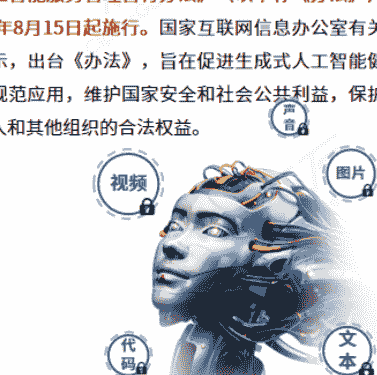 年8月15日起施行。国家互联网信息办公室有关
示，出台《办法》，旨在促进生成式人工智能健
规范应用，维护国家安全和社会公共利益，保护
人和其他组织的合法权益。
声
音
视频
图片
代
码
文
本